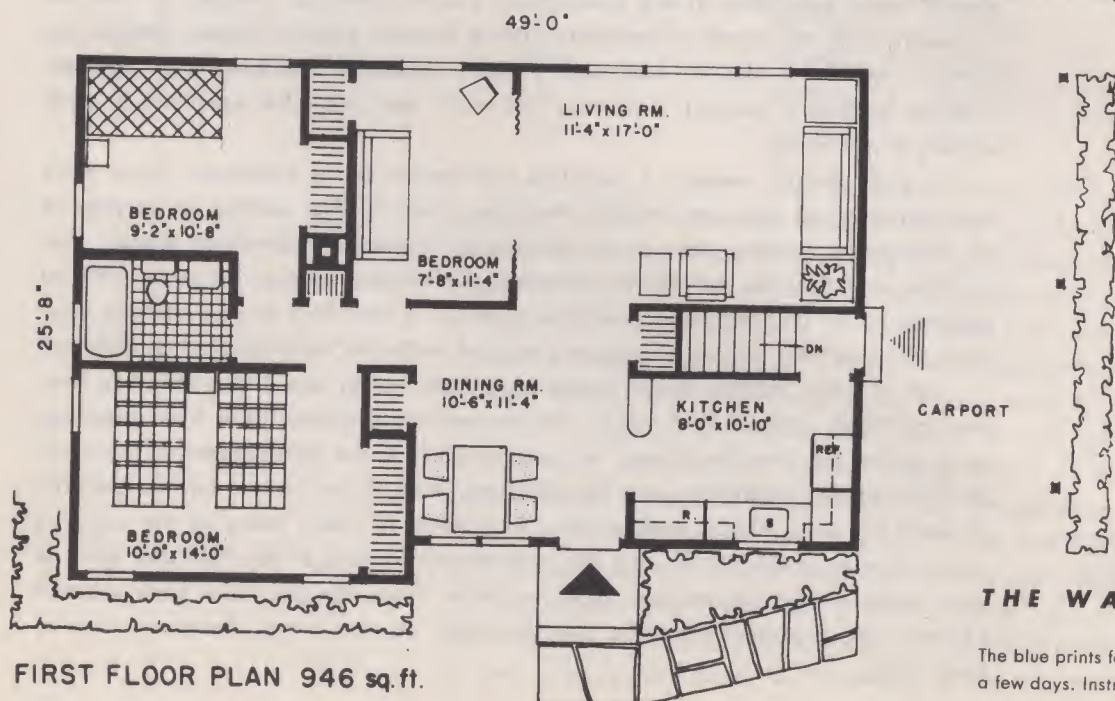 49'-0"
LIVING RM.
11'-4" x 17'-0"
BEDROOM
9'-2" x 10'-8"
BEDROOM
7'-8" x 11'-4"
25'-8"
DN.
DINING RM.
10'-6" x 11'-4"
KITCHEN
8'-0" x 10'-10"
CARPORT
REF.
R
S
BEDROOM
10'-0" x 14'-0"
FIRST FLOOR PLAN 946 sq. ft.
THE WA
The blue prints fo
a few days. Instr